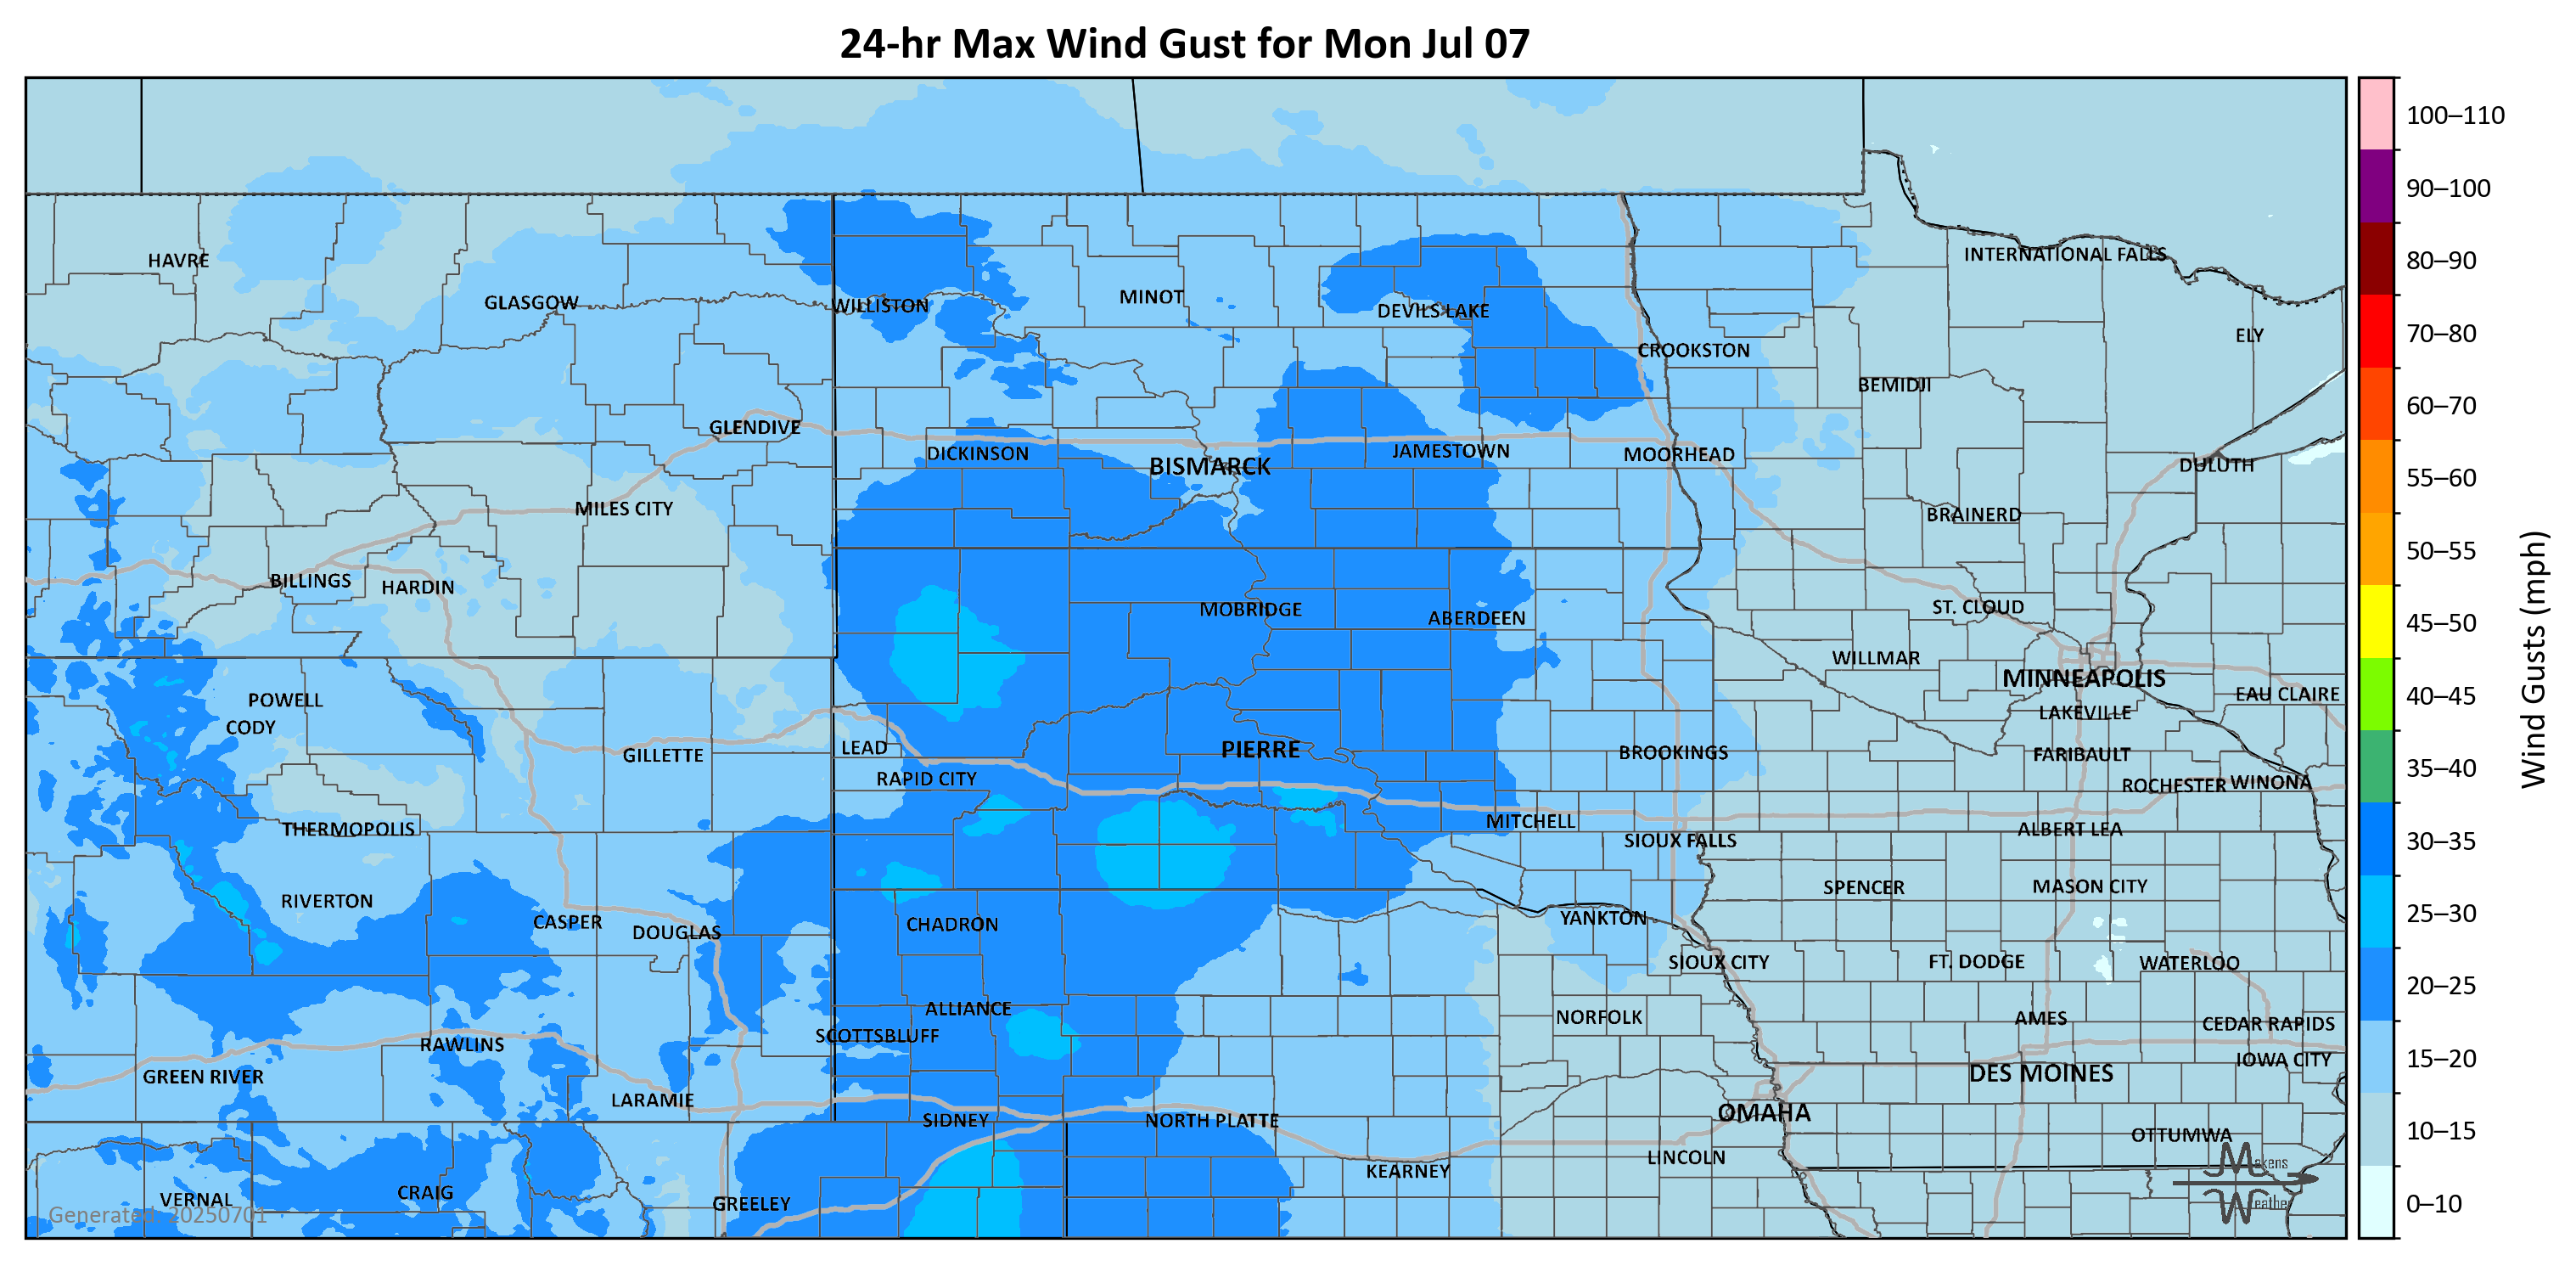 24-hr Max Wind Gust for Mon Jul 07
100–110
90–100
INTERNATIONAL FALLS
HAVRE
80–90
MINOT
GLASGOW
WILLISTON
DEVILS LAKE
70–80
ELY
CROOKSTON
BEMIDJI
60–70
GLENDIVE
JAMESTOWN
DICKINSON
MOORHEAD
BISMARCK
DULUTH
55–60
MILES CITY
BRAINERD
50–55
BILLINGS
HARDIN
ST. CLOUD
MOBRIDGE
ABERDEEN
45–50
WILLMAR
MINNEAPOLIS
EAU CLAIRE
40–45
POWELL
LAKEVILLE
CODY
Wind Gusts (mph)
LEAD
PIERRE
BROOKINGS
FARIBAULT
GILLETTE
35–40
RAPID CITY
ROCHESTER
WINONA
MITCHELL
THERMOPOLIS
ALBERT LEA
30–35
SIOUX FALLS
SPENCER
MASON CITY
RIVERTON
25–30
YANKTON
CASPER
CHADRON
DOUGLAS
SIOUX CITY
FT. DODGE
WATERLOO
20–25
ALLIANCE
NORFOLK
AMES
CEDAR RAPIDS
SCOTTSBLUFF
RAWLINS
15–20
IOWA CITY
GREEN RIVER
DES MOINES
LARAMIE
OMAHA
SIDNEY
NORTH PLATTE
10–15
OTTUMWA
LINCOLN
Makens
KEARNEY
CRAIG
VERNAL
GREELEY
Weather
0–10
Generated: 20250701